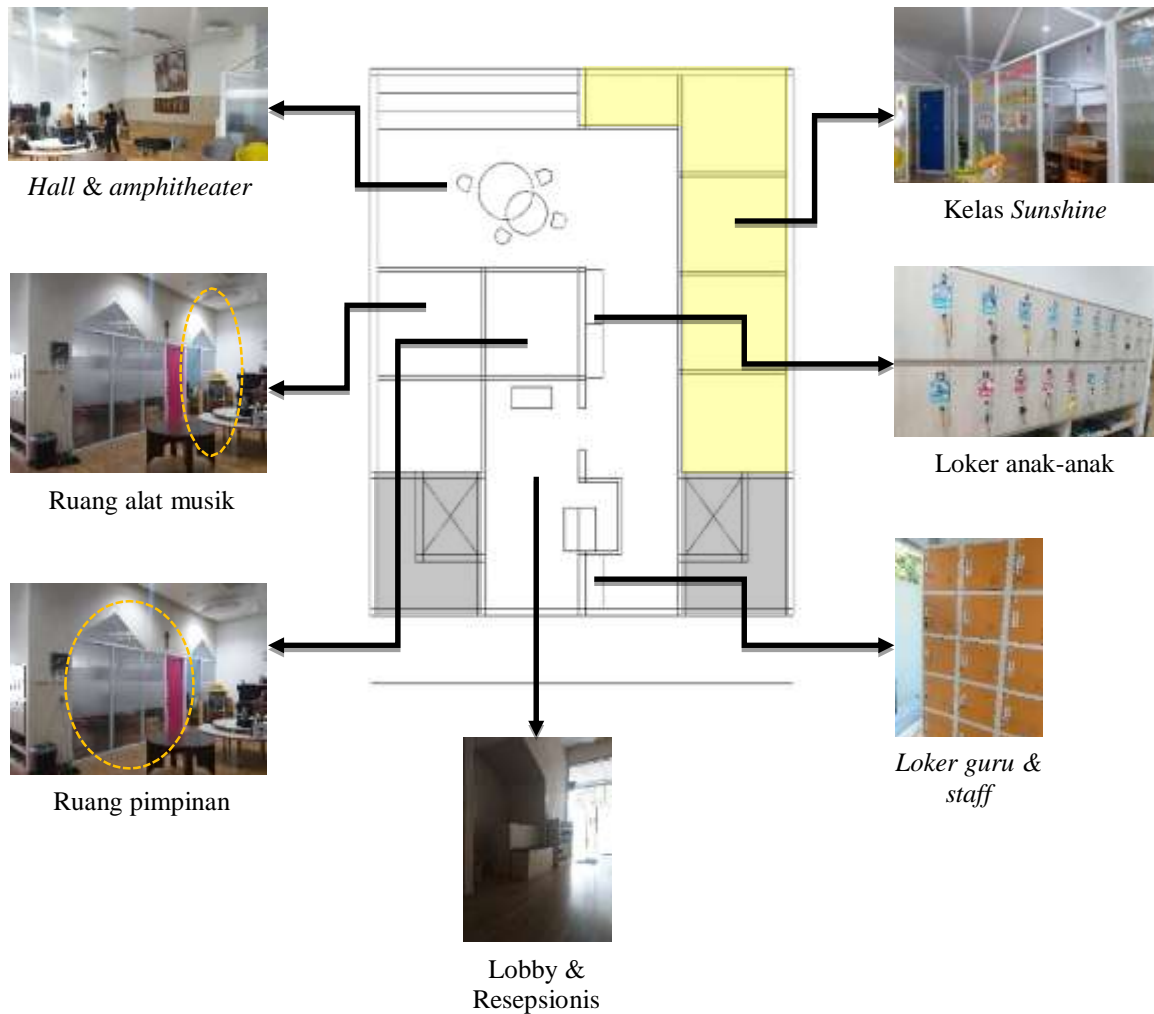 Hall & amphitheater
Kelas Sunshine
Ruang alat musik
Loker anak-anak
Ruang pimpinan
Loker guru &
staff
Lobby &
Resepsionis